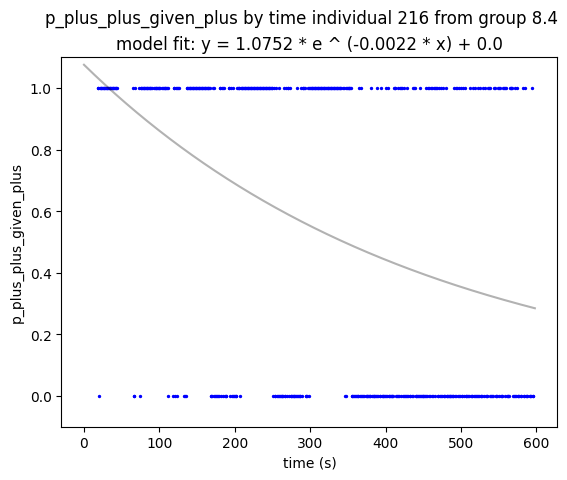 p_plus_plus_given_plus by time individual 216 from group 8.4
model fit: y = 1.0752 * e ^ (-0.0022 * x) + 0.0
1.0
0.8
0.6
0.4
0.2
0.0
p_plus_plus_given_plus
0 100 200 300 400 500 600
time (s)